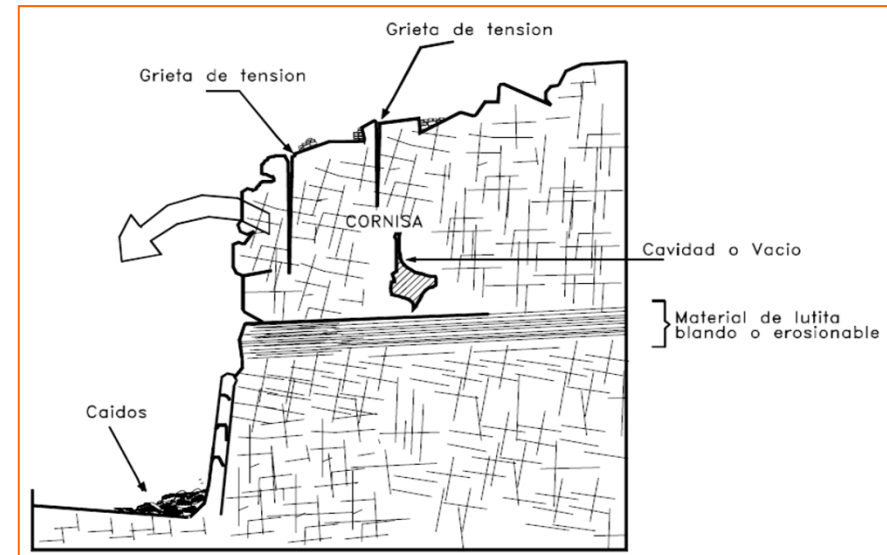 Grieta de tension
Grieta de tension
CORNISA
Cavidad o Vacio
Material de lutita
blando o erosionable
Caidos